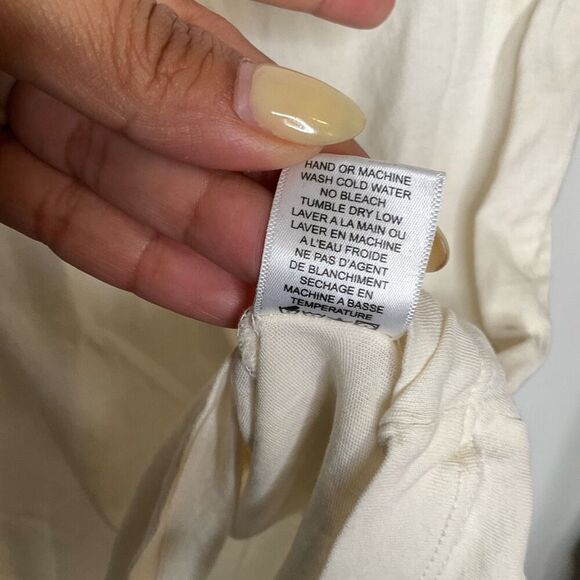 HAND OR MACHINE
WASH COLD WATER
NO BLEACH
TUMBLE DRY LOW
LAVER A LA MAIN OU
LAVER EN MACHINE
A L'EAU FROIDE
NE PAS D'AGENT
DE BLANCHIMENT
SECHAGE EN
MACHINE A BASSE
TEMPERATURE